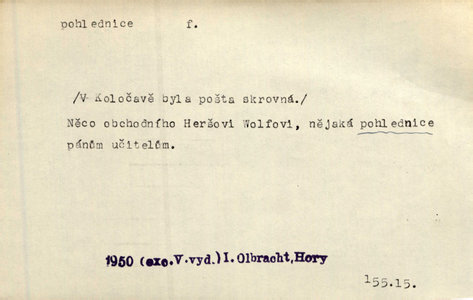 pohlednice f.
/V Koločavě byla pošta skrovná./
Něco obchodního Heršovi Wolfovi, nějaká pohlednice
pánům učitelům.
1950 (exc.V.vyd.) I. Olbracht, Hory
155.15.